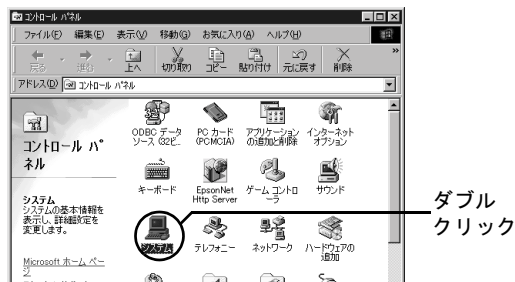 コントロール パネル
ファイル(F) 編集(E) 表示(V) 移動(G) お気に入り(A) ヘルプ(H)
戻る 進む 上へ 切り取り コピー 貼り付け 元に戻す 削除 »
アドレス(D) コントロール パネル
コントロール パ
ネル
システム
システムの基本情報を
表示し、詳細設定を
変更します。
Microsoft ホーム ペー
ジ
ODBC データ
ソース (32ビ...
PC カード
(PCMCIA)
アプリケーション
の追加と削除
インターネット
オプション
キーボード
EpsonNet
Http Server
ゲーム コントロ
ーラ
サウンド
システム
テレフォニー
ネットワーク
ハードウェアの
追加
ダブル
クリック